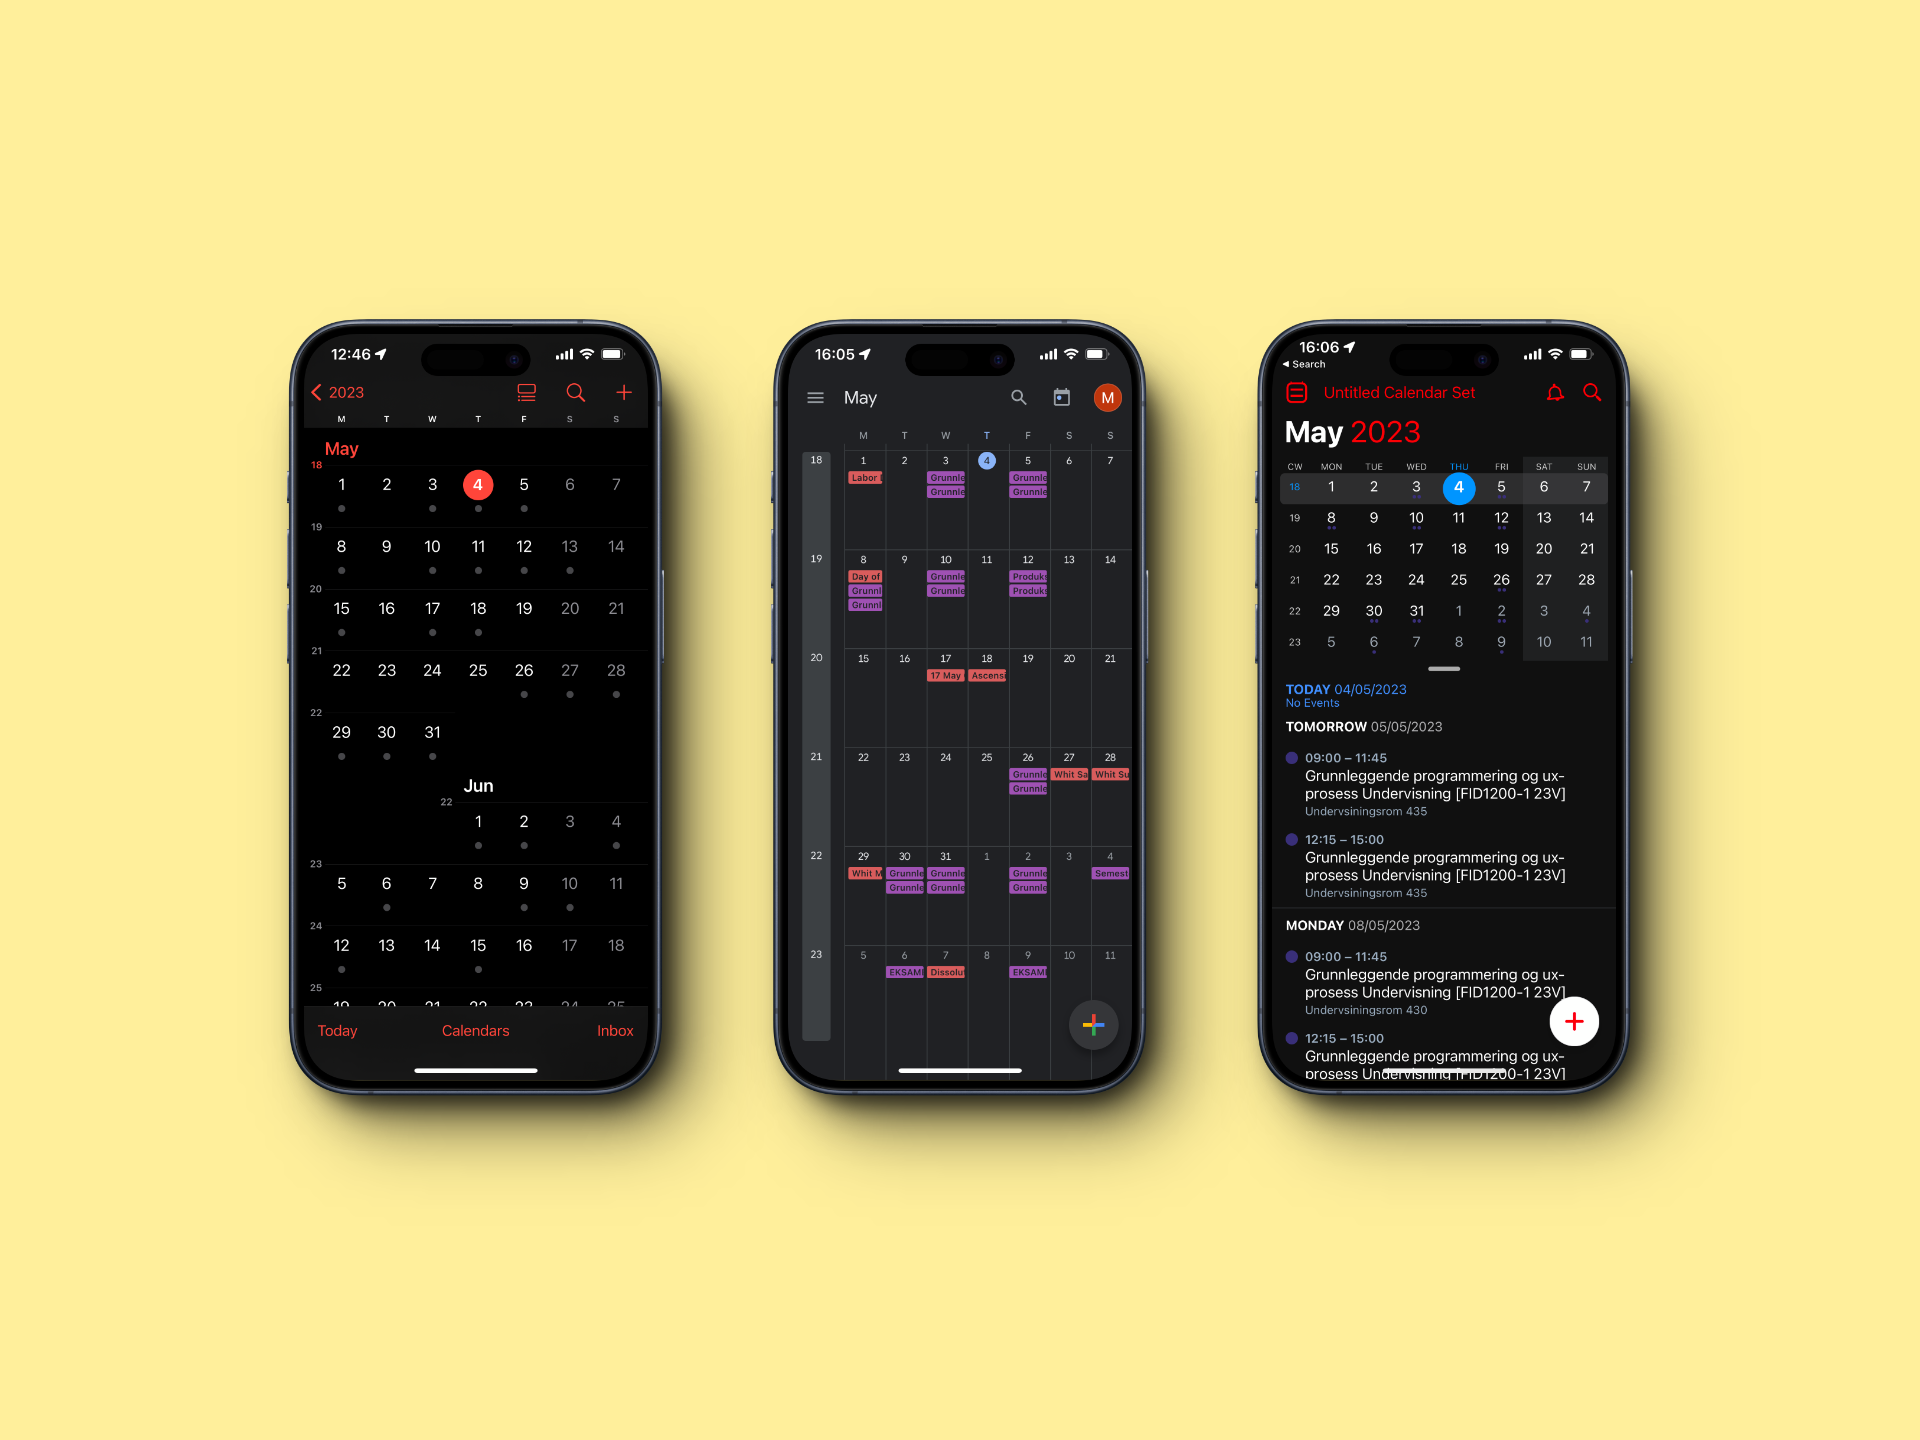 12:46
2023
M T W T F S S
May
18
1 2 3 4 5 6 7
19
8 9 10 11 12 13 14
20
15 16 17 18 19 20 21
21
22 23 24 25 26 27 28
22
29 30 31
Jun
22
1 2 3 4
23
5 6 7 8 9 10 11
24
12 13 14 15 16 17 18
25
19 20 21 22 23 24 25
Today Calendars Inbox
16:05
May
M
M T W T F S S
18 1 2 3 4 5 6 7
Labor Grunnle Grunnle
Grunnle Grunnle
19 8 9 10 11 12 13 14
Day of Grunnle Produks
Grunnl Grunnle Produks
Grunnl
20 15 16 17 18 19 20 21
17 May Ascensi
21 22 23 24 25 26 27 28
Grunnle Whit Sa Whit Su
Grunnle
22 29 30 31 1 2 3 4
Whit M Grunnle Grunnle Grunnle Semest
Grunnle Grunnle Grunnle
23 5 6 7 8 9 10 11
EKSAM Dissolu EKSAM
16:06
Search
Untitled Calendar Set
May 2023
CW MON TUE WED THU FRI SAT SUN
18 1 2 3 4 5 6 7
19 8 9 10 11 12 13 14
20 15 16 17 18 19 20 21
21 22 23 24 25 26 27 28
22 29 30 31 1 2 3 4
23 5 6 7 8 9 10 11
TODAY 04/05/2023
No Events
TOMORROW 05/05/2023
09:00 – 11:45
Grunnleggende programmering og ux-
prosess Undervisning [FID1200-1 23V]
Undervsiningsrom 435
12:15 – 15:00
Grunnleggende programmering og ux-
prosess Undervisning [FID1200-1 23V]
Undervsiningsrom 435
MONDAY 08/05/2023
09:00 – 11:45
Grunnleggende programmering og ux-
prosess Undervisning [FID1200-1 23V]
Undervsiningsrom 430
12:15 – 15:00
Grunnleggende programmering og ux-
prosess Undervisning [FID1200-1 23V]